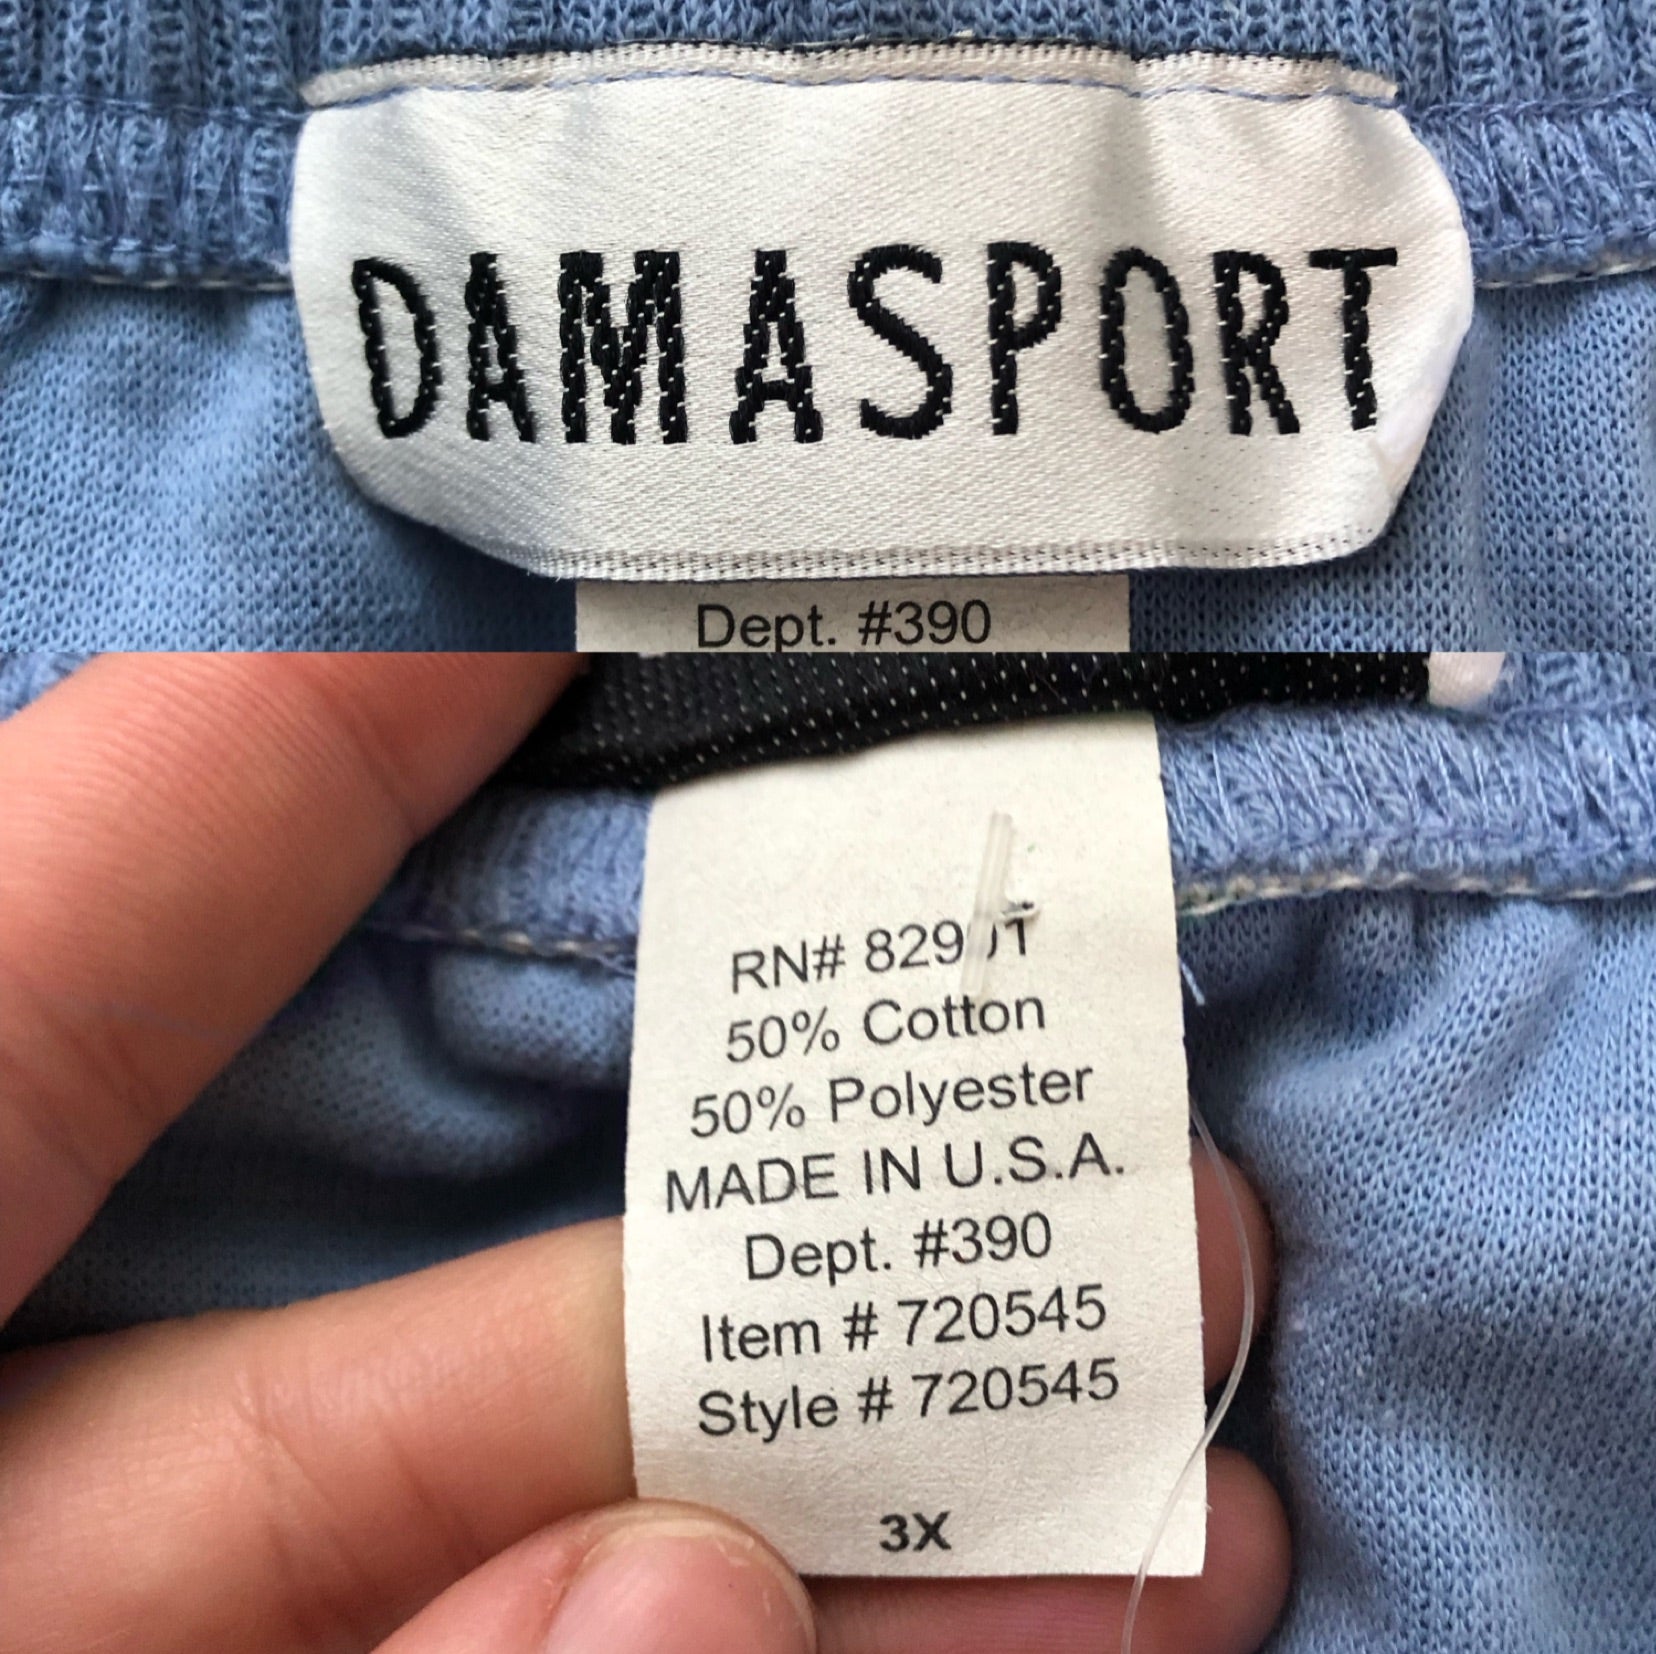 DAMASPORT
Dept. #390
RN#
50% Cotton
50% Polyester
MADE IN U.S.A.
Dept. #390
Item # 720545
Style # 720545
3X